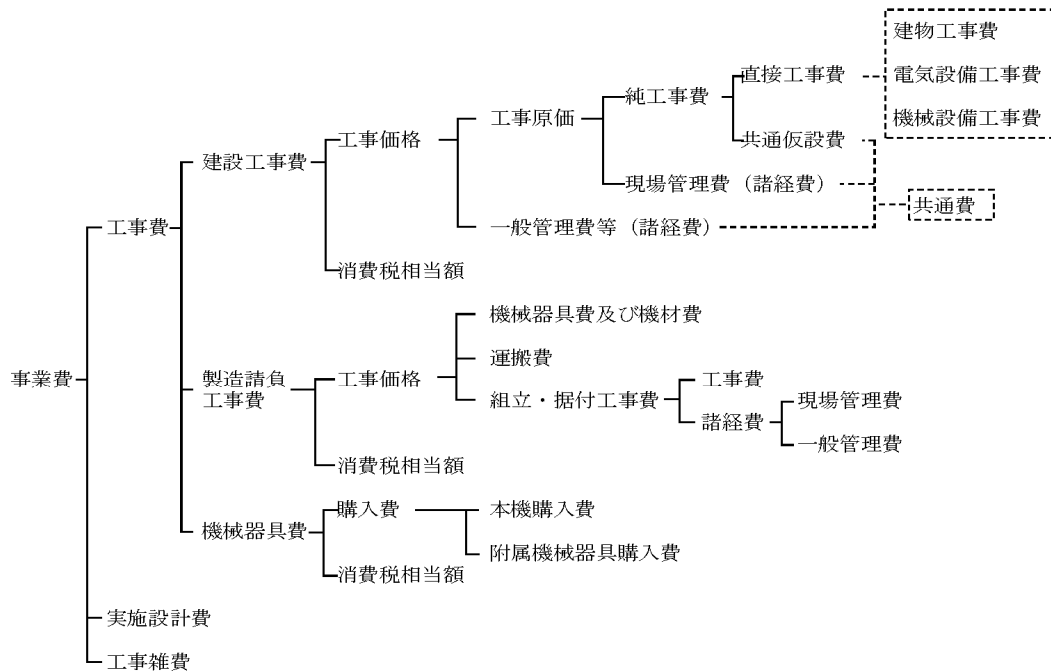 建物工事費
直接工事費
電気設備工事費
純工事費
機械設備工事費
工事原価
共通仮設費
工事価格
建設工事費
現場管理費（諸経費）
共通費
工事費
一般管理費等（諸経費）
消費税相当額
機械器具費及び機材費
運搬費
事業費
製造請負
工事費
工事価格
工事費
組立・据付工事費
現場管理費
諸経費
一般管理費
消費税相当額
購入費
本機購入費
機械器具費
附属機械器具購入費
消費税相当額
実施設計費
工事雑費